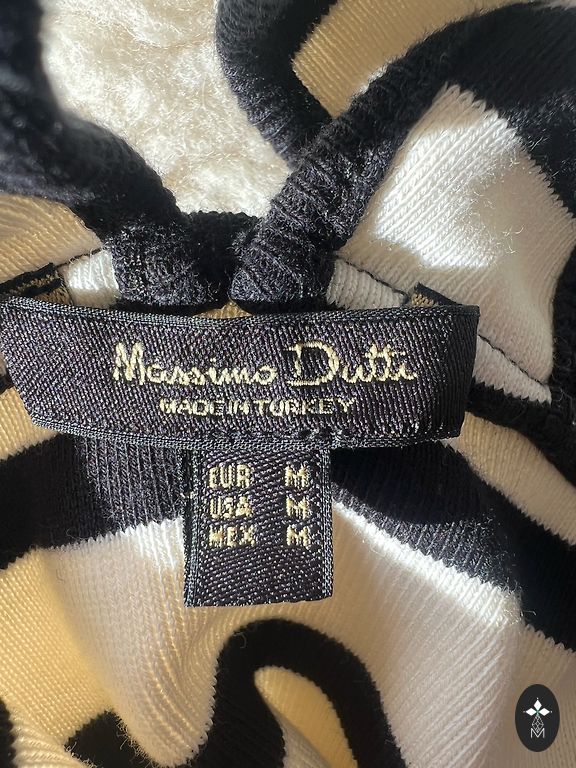 Massimo Dutti
MADE IN TURKEY
EUR M
USA M
MEX M